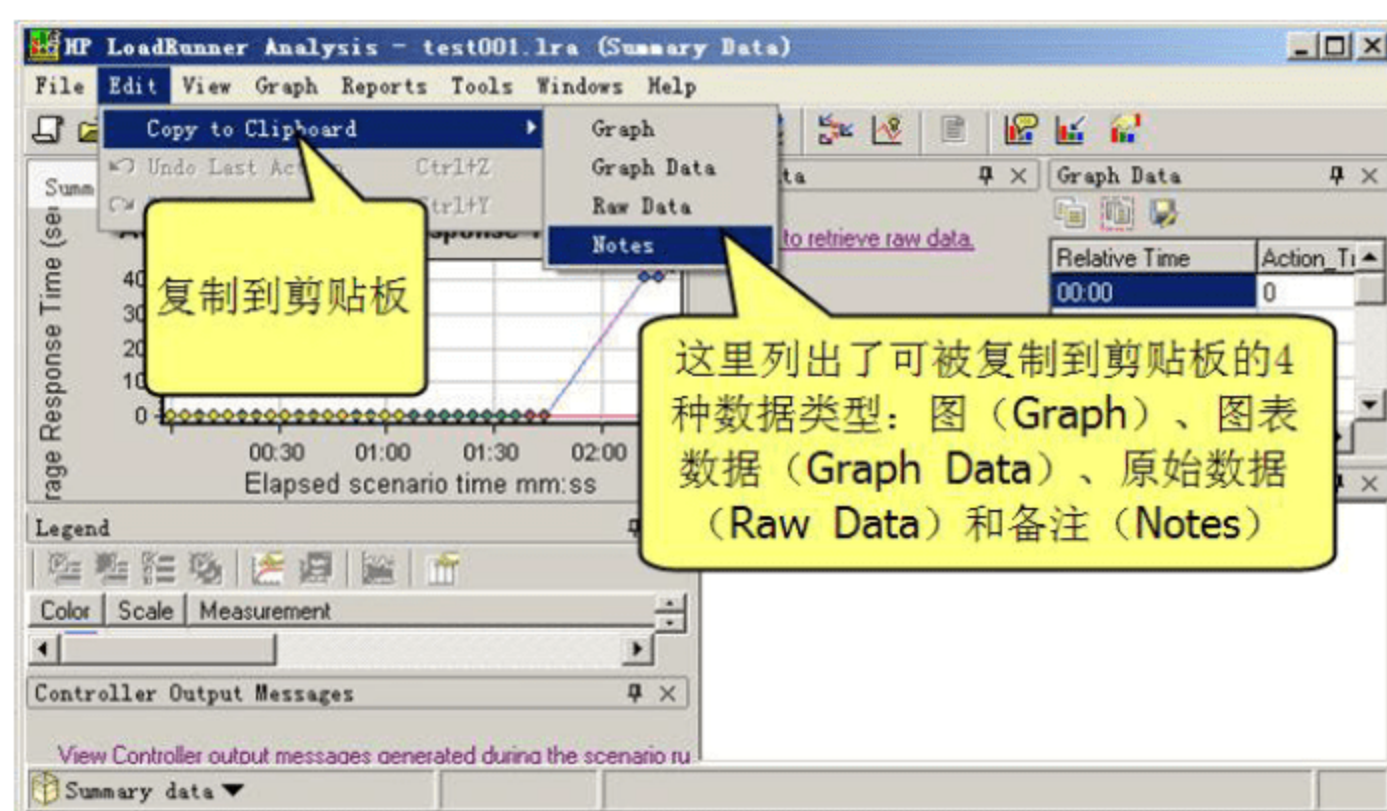 HP LoadRunner Analysis - test001.lra (Summary Data)
File Edit View Graph Reports Tools Windows Help
Copy to Clipboard
Undo Last Ctrl+Z
Ctrl+Y
Graph
Graph Data
Raw Data
Notes
to retrieve raw data.
复制到剪贴板
这里列出了可被复制到剪贴板的4
种数据类型：图（Graph）、图表
数据（Graph Data）、原始数据
（Raw Data）和备注（Notes）
Graph Data
Relative Time
00:00 0
Response Time
0
00:30 01:00 01:30 02:00
Elapsed scenario time mm:ss
Legend
Color Scale Measurement
Controller Output Messages
View Controller output messages generated during the scenario
Summary data